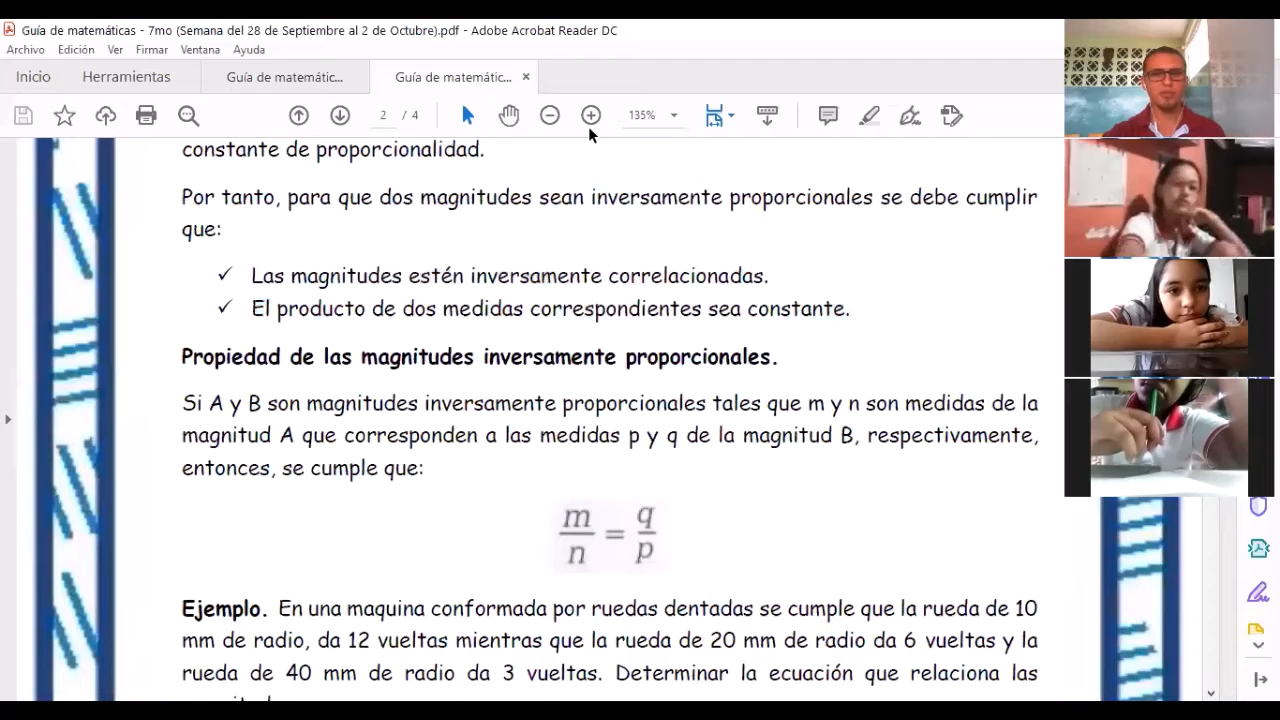 Guía de matemáticas - 7mo (Semana del 28 de Septiembre al 2 de Octubre).pdf - Adobe Acrobat Reader DC
Archivo Edición Ver Firmar Ventana Ayuda
Inicio Herramientas Guía de matemátic... Guía de matemátic... ×
2 / 4 135%
constante de proporcionalidad.
Por tanto, para que dos magnitudes sean inversamente proporcionales se debe cumplir
que:
✓ Las magnitudes estén inversamente correlacionadas.
✓ El producto de dos medidas correspondientes sea constante.
Propiedad de las magnitudes inversamente proporcionales.
Si A y B son magnitudes inversamente proporcionales tales que m y n son medidas de la
magnitud A que corresponden a las medidas p y q de la magnitud B, respectivamente,
entonces, se cumple que:
m/n = q/p
Ejemplo. En una maquina conformada por ruedas dentadas se cumple que la rueda de 10
mm de radio, da 12 vueltas mientras que la rueda de 20 mm de radio da 6 vueltas y la
rueda de 40 mm de radio da 3 vueltas. Determinar la ecuación que relaciona las